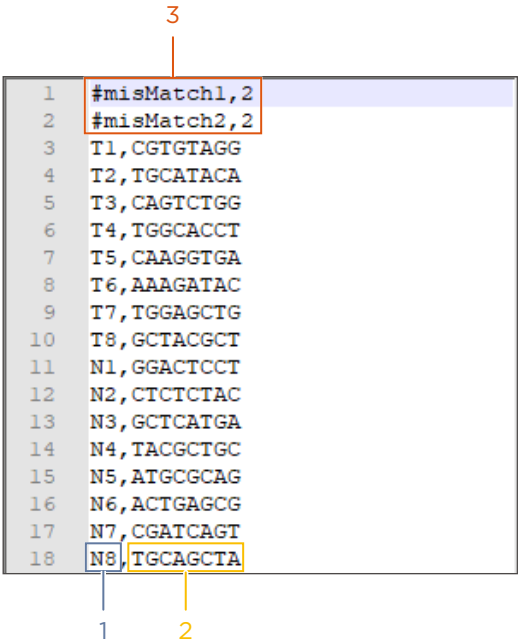 3
1 #misMatch1,2
2 #misMatch2,2
3 T1,CGTGTAGG
4 T2,TGCATACA
5 T3,CAGTCTGG
6 T4,TGGCACCT
7 T5,CAAGGTGA
8 T6,AAAGATAC
9 T7,TGGAGCTG
10 T8,GCTACGCT
11 N1,GGACTCCT
12 N2,CTCTCTAC
13 N3,GCTCATGA
14 N4,TACGCTGC
15 N5,ATGCGCAG
16 N6,ACTGAGCG
17 N7,CGATCAGT
18 N8,TGCAGCTA
1 2